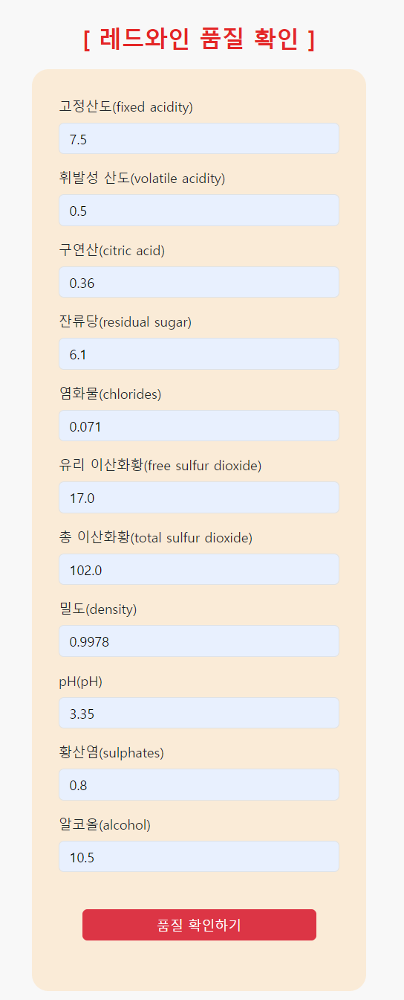 [ 레드와인 품질 확인 ]
고정산도(fixed acidity)
7.5
휘발성 산도(volatile acidity)
0.5
구연산(citric acid)
0.36
잔류당(residual sugar)
6.1
염화물(chlorides)
0.071
유리 이산화황(free sulfur dioxide)
17.0
총 이산화황(total sulfur dioxide)
102.0
밀도(density)
0.9978
pH(pH)
3.35
황산염(sulphates)
0.8
알코올(alcohol)
10.5
품질 확인하기